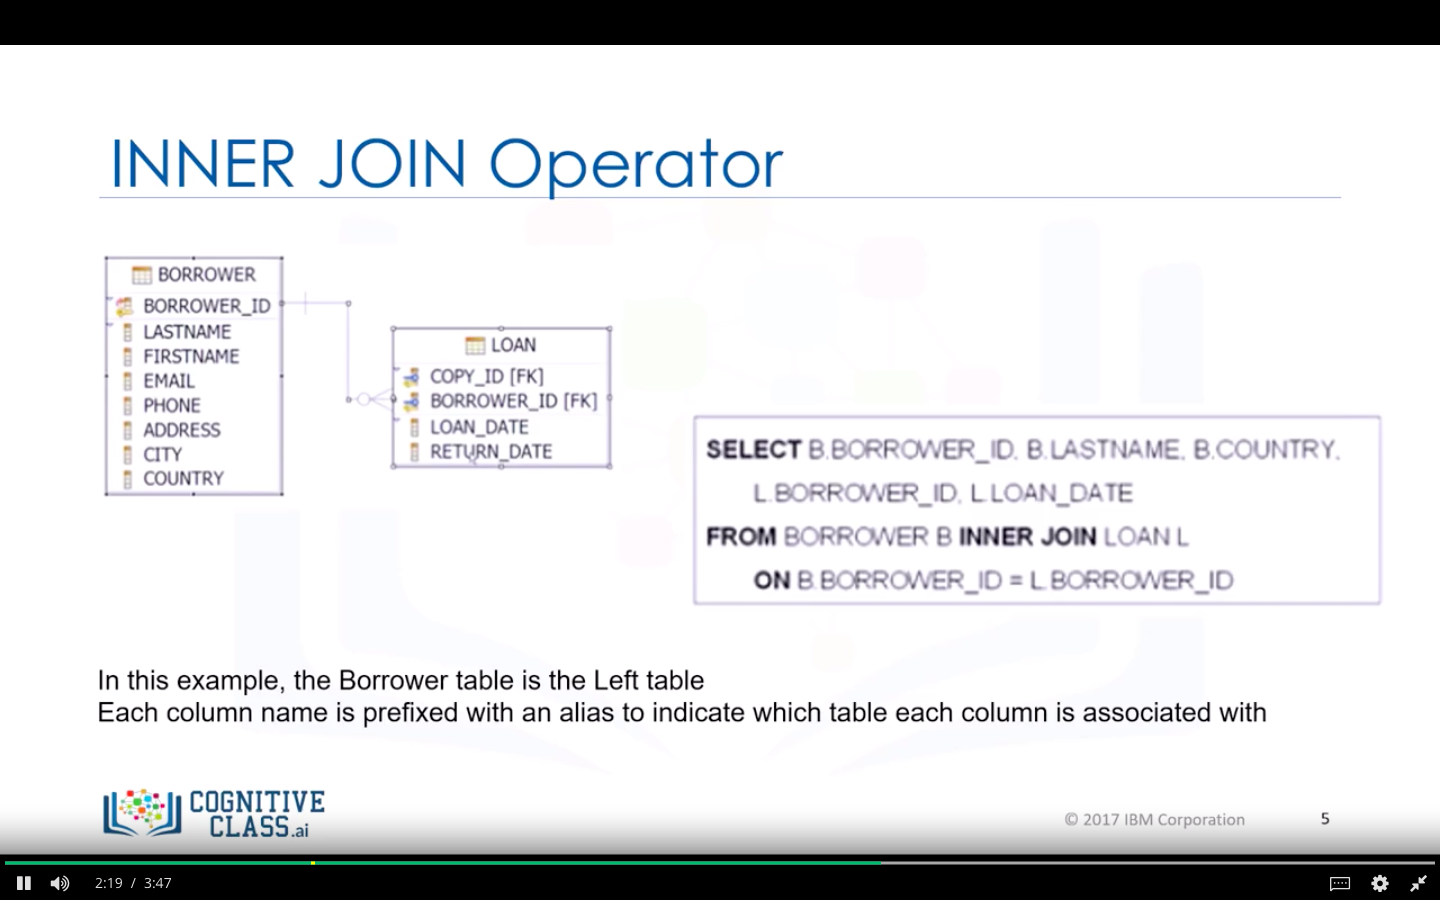 INNER JOIN Operator
BORROWER
BORROWER_ID
LASTNAME
FIRSTNAME
EMAIL
PHONE
ADDRESS
CITY
COUNTRY
LOAN
COPY_ID [FK]
BORROWER_ID [FK]
LOAN_DATE
RETURN_DATE
SELECT B.BORROWER_ID, B.LASTNAME, B.COUNTRY,
L.BORROWER_ID, L.LOAN_DATE
FROM BORROWER B INNER JOIN LOAN L
ON B.BORROWER_ID = L.BORROWER_ID
In this example, the Borrower table is the Left table
Each column name is prefixed with an alias to indicate which table each column is associated with
COGNITIVE
CLASS.ai
© 2017 IBM Corporation 5
2:19 / 3:47